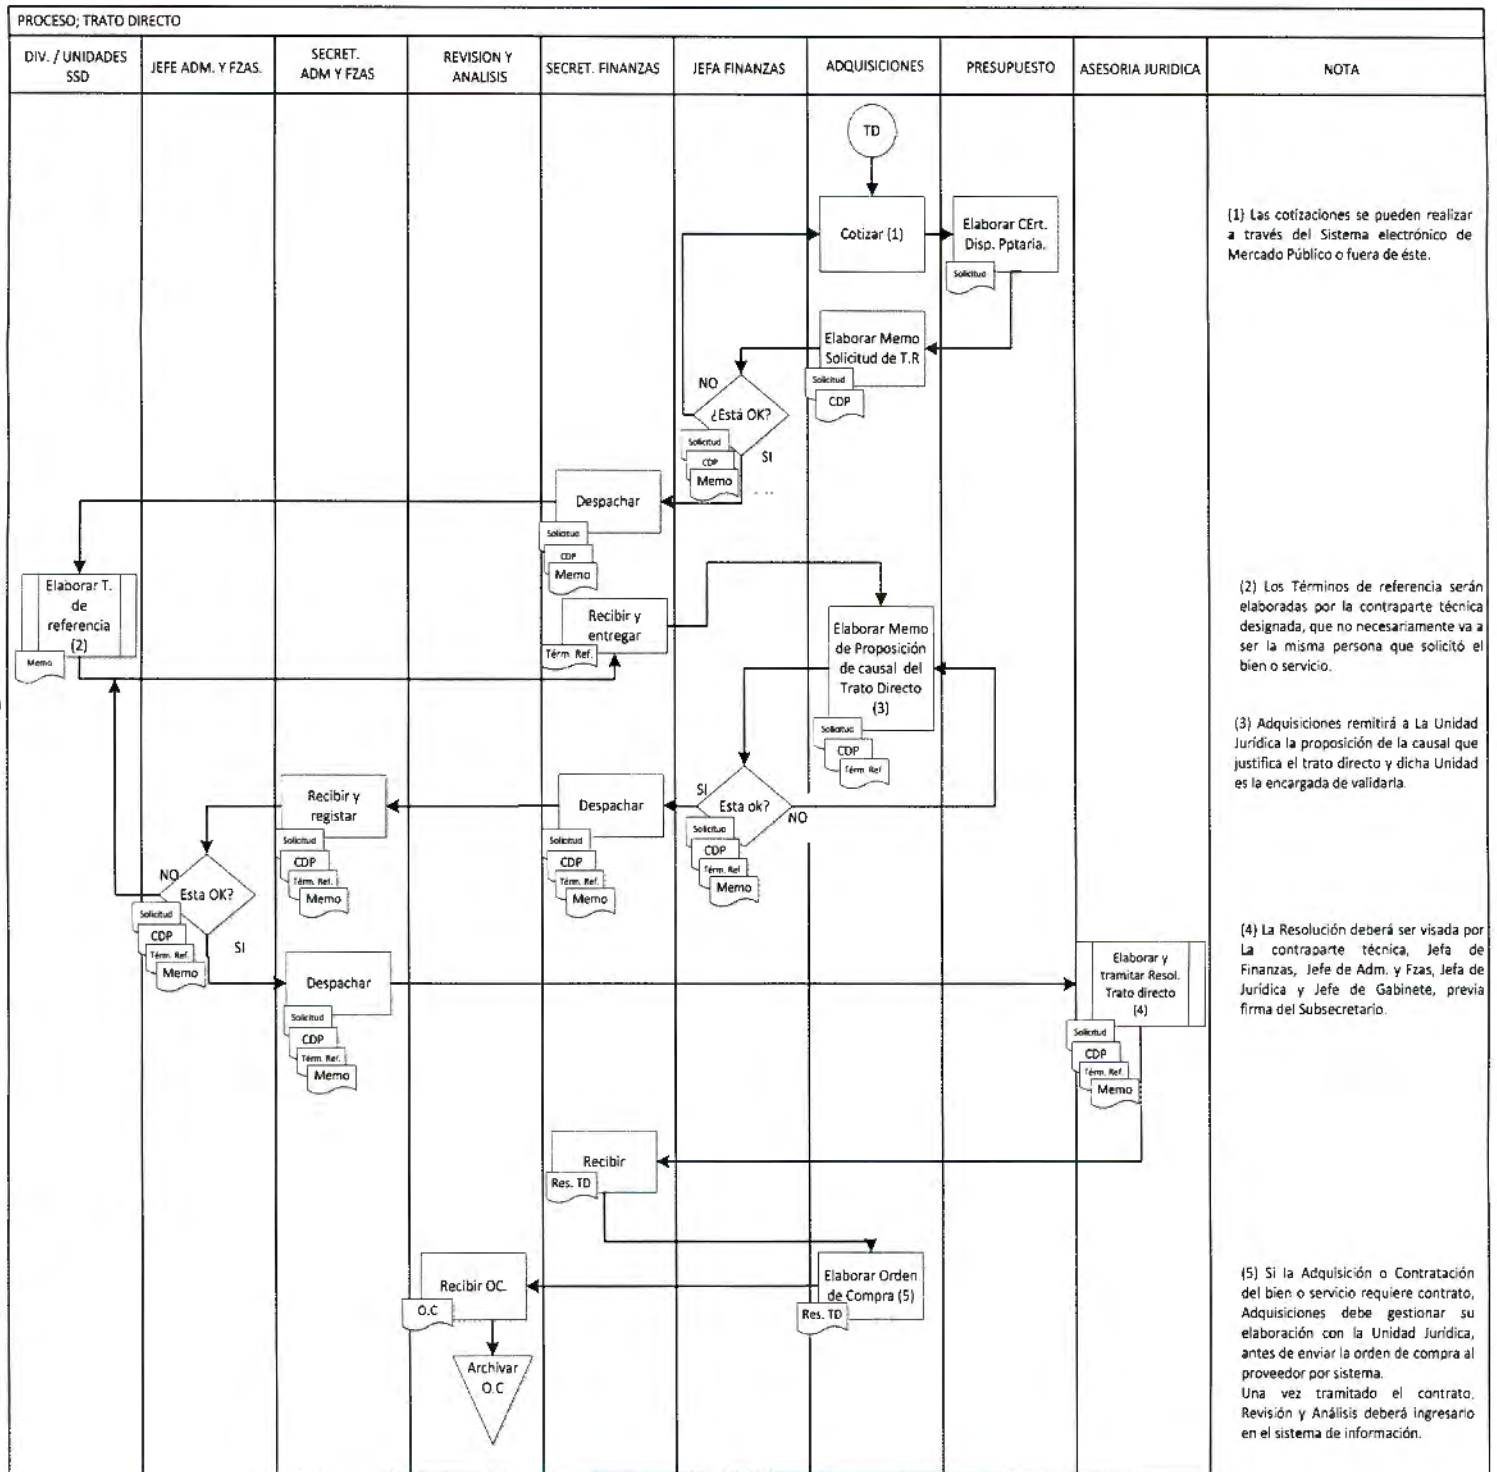 PROCESO; TRATO DIRECTO
DIV. / UNIDADES
SSD
JEFE ADM. Y FZAS.
SECRET.
ADM Y FZAS
REVISION Y
ANALISIS
SECRET. FINANZAS
JEFA FINANZAS
ADQUISICIONES
PRESUPUESTO
ASESORIA JURIDICA
NOTA
TD
Cotizar (1)
Elaborar CErt.
Disp. Pptaria.
Solicitud
(1) Las cotizaciones se pueden realizar
a través del Sistema electrónico de
Mercado Público o fuera de éste.
Elaborar Memo
Solicitud de T.R
Solicitud
CDP
NO
¿Está OK?
Solicitud
CDP
Memo
SI
Despachar
Solicitud
CDP
Memo
Elaborar T.
de
referencia
(2)
Memo
Recibir y
entregar
Térm. Ref.
Elaborar Memo
de Proposición
de causal del
Trato Directo
(3)
Solicitud
CDP
Térm. Ref
(2) Los Términos de referencia serán
elaboradas por la contraparte técnica
designada, que no necesariamente va a
ser la misma persona que solicitó el
bien o servicio.
(3) Adquisiciones remitirá a La Unidad
Jurídica la proposición de la causal que
justifica el trato directo y dicha Unidad
es la encargada de validarla.
SI
Esta ok?
NO
Solicitud
CDP
Térm. Ref
Memo
Despachar
Solicitud
CDP
Térm. Ref.
Memo
Recibir y
registar
Solicitud
CDP
Térm. Ref.
Memo
NO
Esta OK?
Solicitud
CDP
Térm. Ref.
Memo
SI
Despachar
Solicitud
CDP
Térm. Ref.
Memo
Elaborar y
tramitar Resol.
Trato directo
(4)
Solicitud
CDP
Térm. Ref.
Memo
(4) La Resolución deberá ser visada por
La contraparte técnica, Jefa de
Finanzas, Jefe de Adm. y Fzas, Jefa de
Jurídica y Jefe de Gabinete, previa
firma del Subsecretario.
Recibir
Res. TD
Elaborar Orden
de Compra (5)
Res. TD
Recibir OC.
O.C
Archivar
O.C
(5) Si la Adquisición o Contratación
del bien o servicio requiere contrato,
Adquisiciones debe gestionar su
elaboración con la Unidad Jurídica,
antes de enviar la orden de compra al
proveedor por sistema.
Una vez tramitado el contrato,
Revisión y Análisis deberá ingresarlo
en el sistema de información.